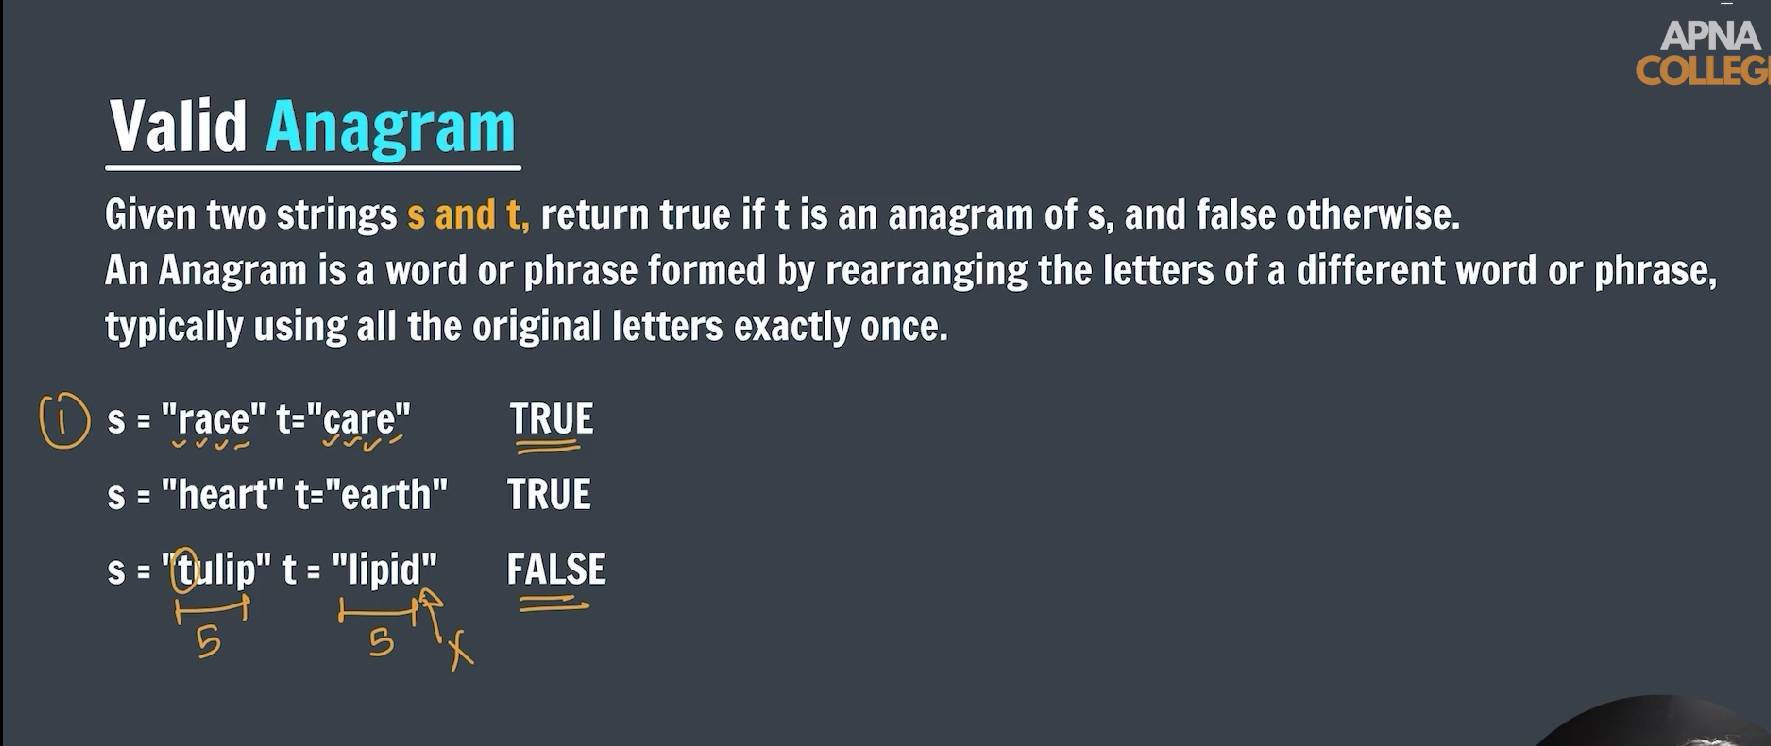 APNA
COLLEG
Valid Anagram
Given two strings s and t, return true if t is an anagram of s, and false otherwise.
An Anagram is a word or phrase formed by rearranging the letters of a different word or phrase,
typically using all the original letters exactly once.
1 s = "race" t="care" TRUE
s = "heart" t="earth" TRUE
s = "tulip" t = "lipid" FALSE
5 5 x